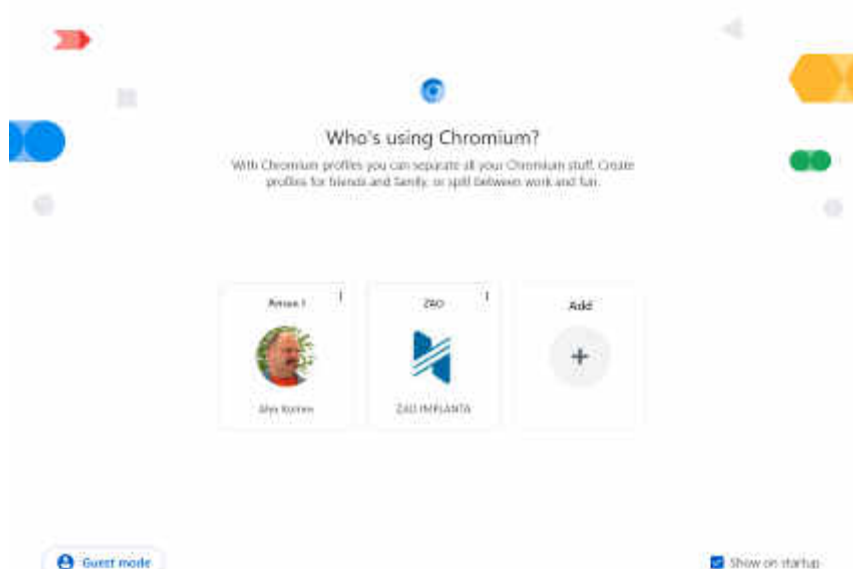 Who's using Chromium?
With Chromium profiles you can separate all your Chromium stuff. Create
profiles for friends and family, or split between work and fun.
ZAO
Add
ZAO IMPLANTA
Guest mode
Show on startup